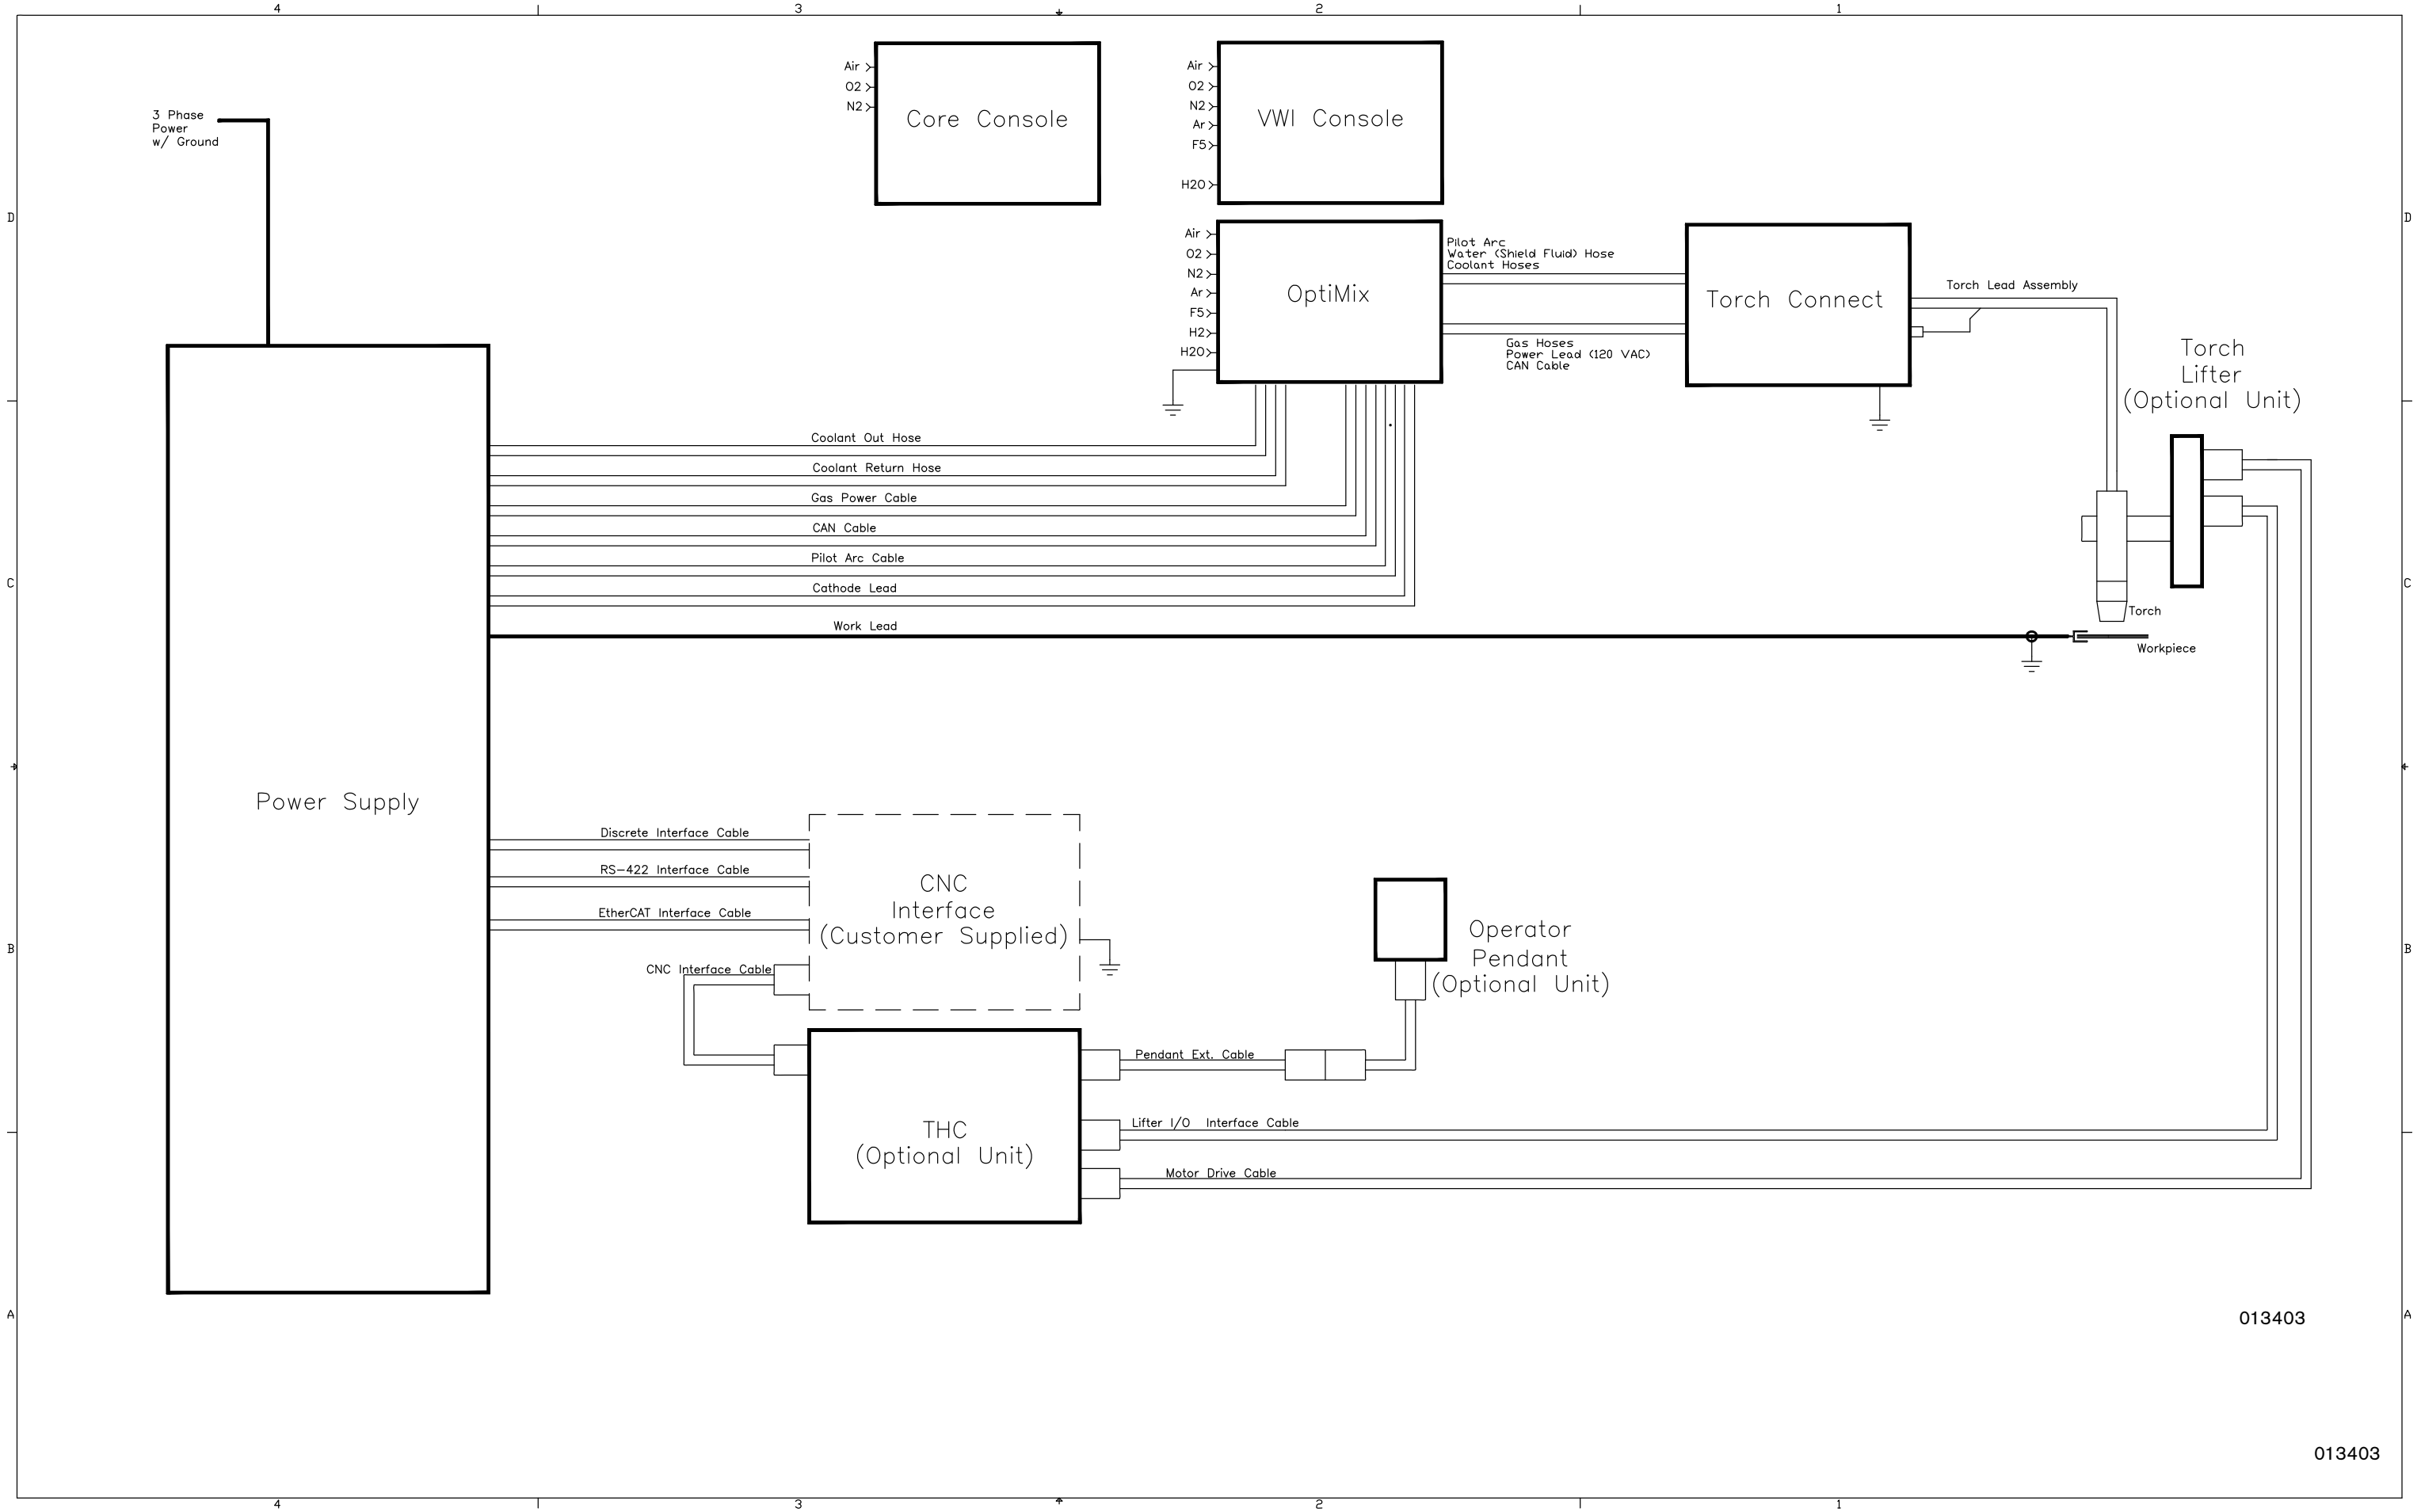 4
3
2
1
Core Console
Air
O2
N2
VWI Console
Air
O2
N2
Ar
F5
H2O
3 Phase
Power
w/ Ground
D
D
OptiMix
Air
O2
N2
Ar
F5
H2
H2O
Pilot Arc
Water (Shield Fluid) Hose
Coolant Hoses
Gas Hoses
Power Lead (120 VAC)
CAN Cable
Torch Connect
Torch Lead Assembly
Torch
Lifter
(Optional Unit)
Coolant Out Hose
Coolant Return Hose
Gas Power Cable
CAN Cable
Pilot Arc Cable
Cathode Lead
Work Lead
C
C
Torch
Workpiece
Power Supply
Discrete Interface Cable
RS-422 Interface Cable
EtherCAT Interface Cable
CNC Interface Cable
CNC
Interface
(Customer Supplied)
Operator
Pendant
(Optional Unit)
B
B
Pendant Ext. Cable
Lifter I/O Interface Cable
Motor Drive Cable
THC
(Optional Unit)
A
A
013403
013403
4
3
2
1